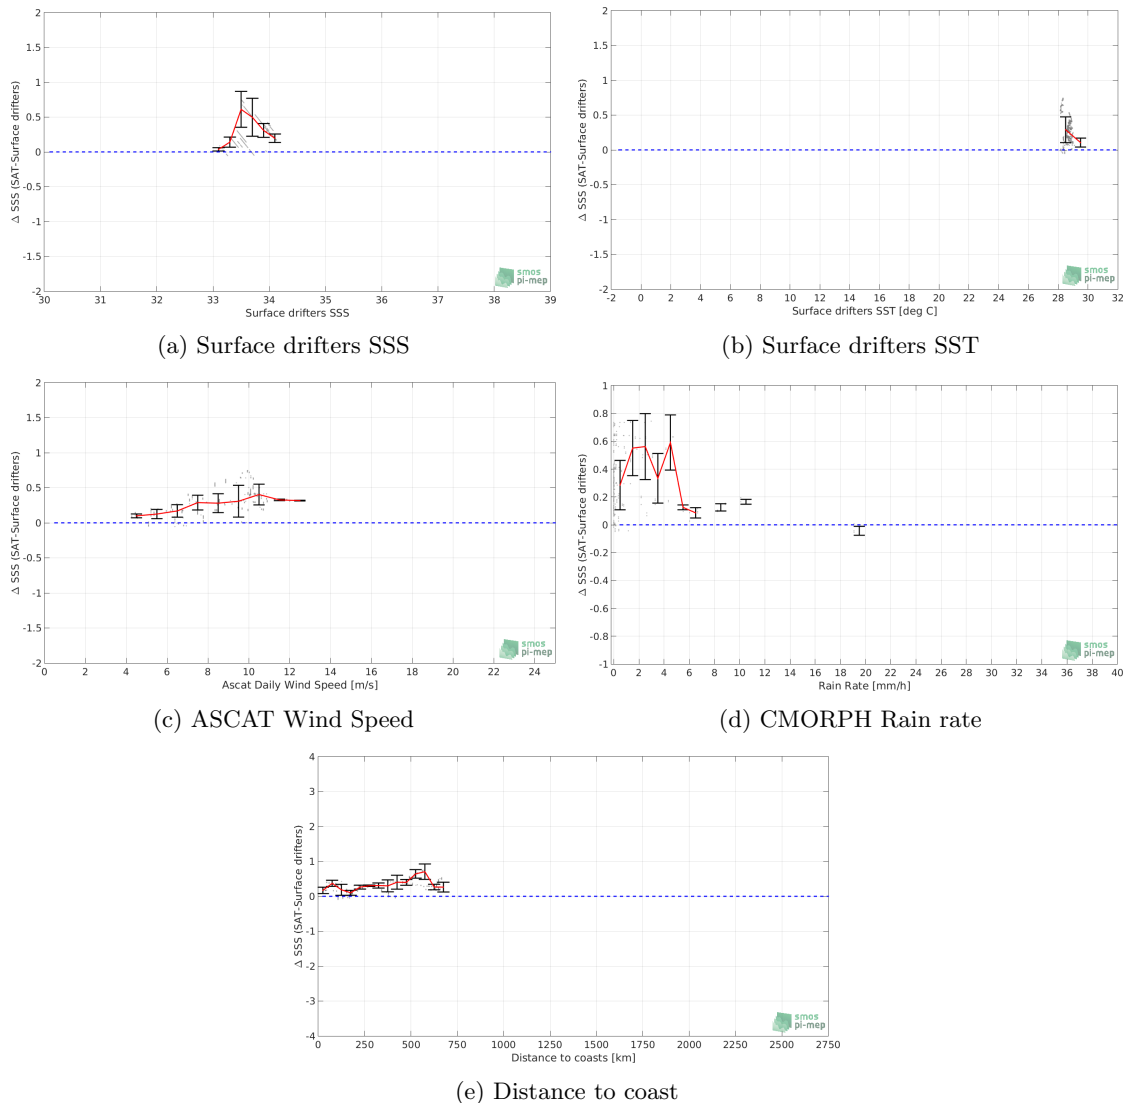 2
1.5
1
0.5
0
-0.5
-1
-1.5
-2
Δ SSS (SAT-Surface drifters)
30 31 32 33 34 35 36 37 38 39
Surface drifters SSS
smos
pi-mep
(a) Surface drifters SSS
2
1.5
1
0.5
0
-0.5
-1
-1.5
-2
Δ SSS (SAT-Surface drifters)
-2 0 2 4 6 8 10 12 14 16 18 20 22 24 26 28 30 32
Surface drifters SST [deg C]
smos
pi-mep
(b) Surface drifters SST
2
1.5
1
0.5
0
-0.5
-1
-1.5
-2
Δ SSS (SAT-Surface drifters)
0 2 4 6 8 10 12 14 16 18 20 22 24
Ascat Daily Wind Speed [m/s]
smos
pi-mep
(c) ASCAT Wind Speed
1
0.8
0.6
0.4
0.2
0
-0.2
-0.4
-0.6
-0.8
-1
Δ SSS (SAT-Surface drifters)
0 2 4 6 8 10 12 14 16 18 20 22 24 26 28 30 32 34 36 38 40
Rain Rate [mm/h]
smos
pi-mep
(d) CMORPH Rain rate
4
3
2
1
0
-1
-2
-3
-4
Δ SSS (SAT-Surface drifters)
0 250 500 750 1000 1250 1500 1750 2000 2250 2500 2750
Distance to coasts [km]
smos
pi-mep
(e) Distance to coast